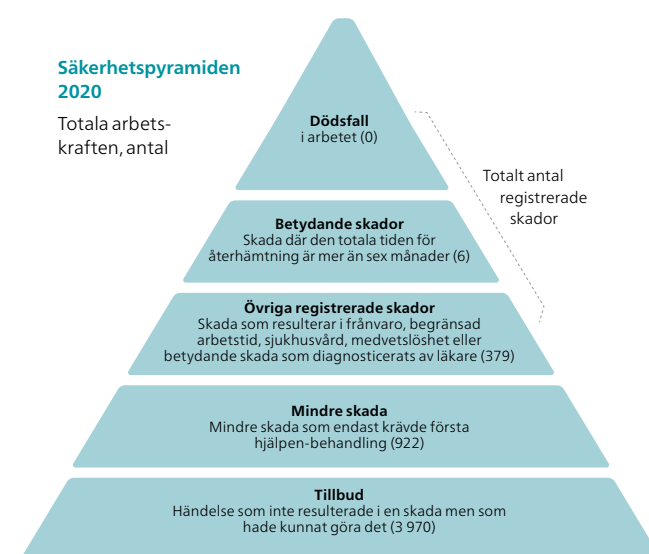 Säkerhetspyramiden
2020
Totala arbets-
kraften, antal
Dödsfall
i arbetet (0)
Totalt antal
registrerade
skador
Betydande skador
Skada där den totala tiden för
återhämtning är mer än sex månader (6)
Övriga registrerade skador
Skada som resulterar i frånvaro, begränsad
arbetstid, sjukhusvård, medvetslöshet eller
betydande skada som diagnosticerats av läkare (379)
Mindre skada
Mindre skada som endast krävde första
hjälpen-behandling (922)
Tillbud
Händelse som inte resulterade i en skada men som
hade kunnat göra det (3 970)